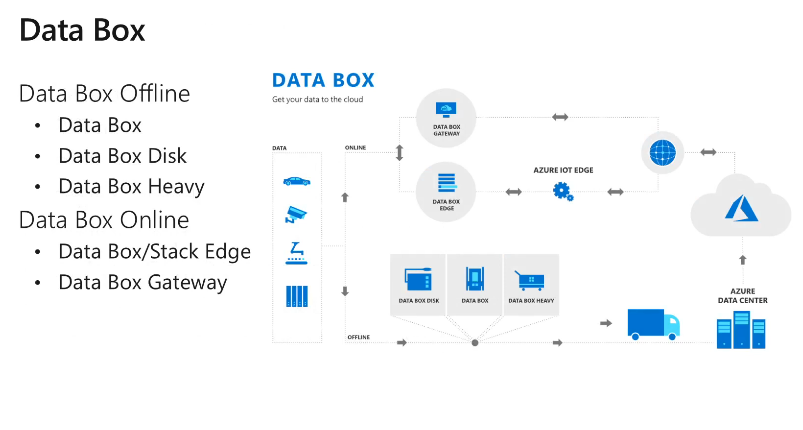 Data Box
Data Box Offline
• Data Box
• Data Box Disk
• Data Box Heavy
Data Box Online
• Data Box/Stack Edge
• Data Box Gateway
DATA BOX
Get your data to the cloud
DATA
ONLINE
DATA BOX
GATEWAY
DATA BOX
EDGE
AZURE IOT EDGE
DATA BOX DISK
DATA BOX
DATA BOX HEAVY
OFFLINE
AZURE
DATA CENTER